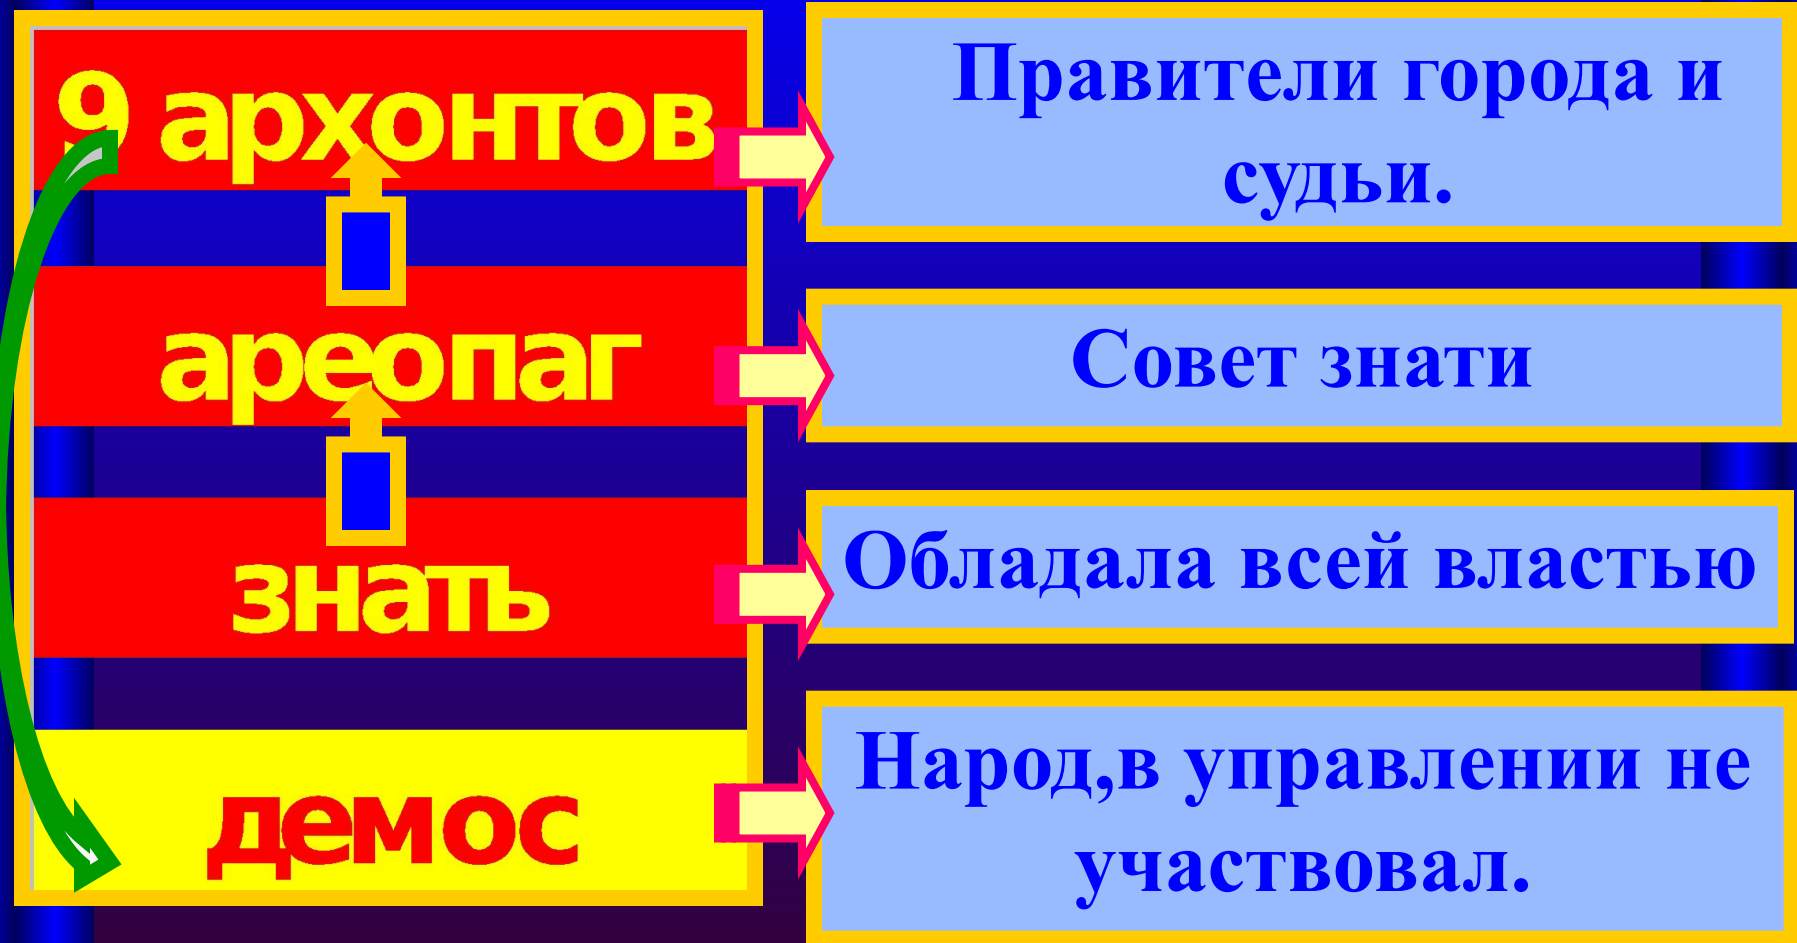 9 архонтов
Правители города и
судьи.
ареопаг
Совет знати
знать
Обладала всей властью
демос
Народ,в управлении не
участвовал.